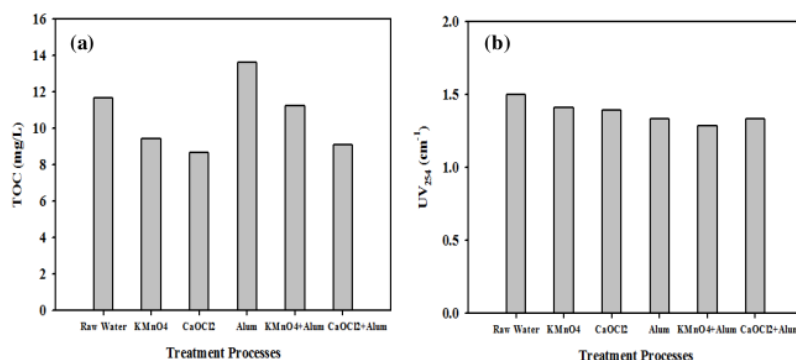 (a)
TOC (mg/L)
16
14
12
10
8
6
4
2
0
Raw Water KMnO4 CaOCl2 Alum KMnO4+Alum CaOCl2+Alum
Treatment Processes
(b)
UV254 (cm-1)
2.0
1.5
1.0
0.5
0.0
Raw Water KMnO4 CaOCl2 Alum KMnO4+Alum CaOCl2+Alum
Treatment Processes